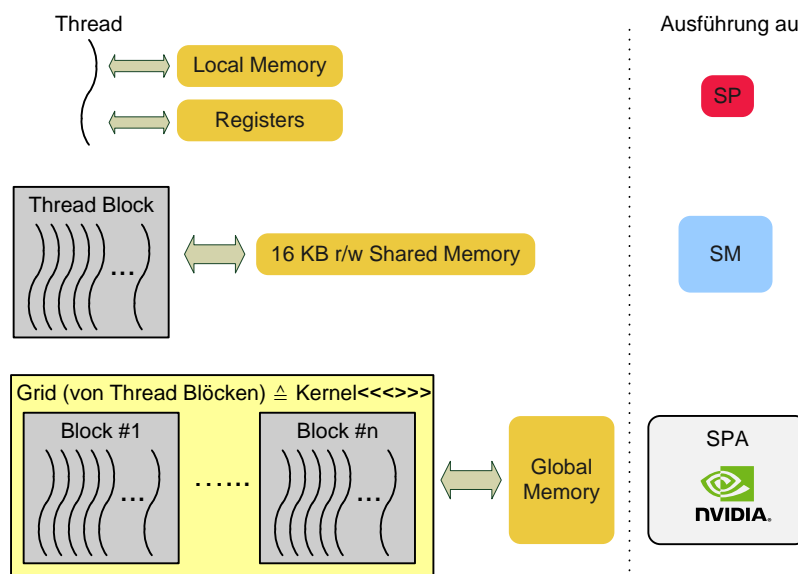 Thread
Ausführung au
Local Memory
SP
Registers
Thread Block
...
16 KB r/w Shared Memory
SM
Grid (von Thread Blöcken) ≙ Kernel<<<>>>
Block #1
...
......
Block #n
...
Global
Memory
SPA
NVIDIA.